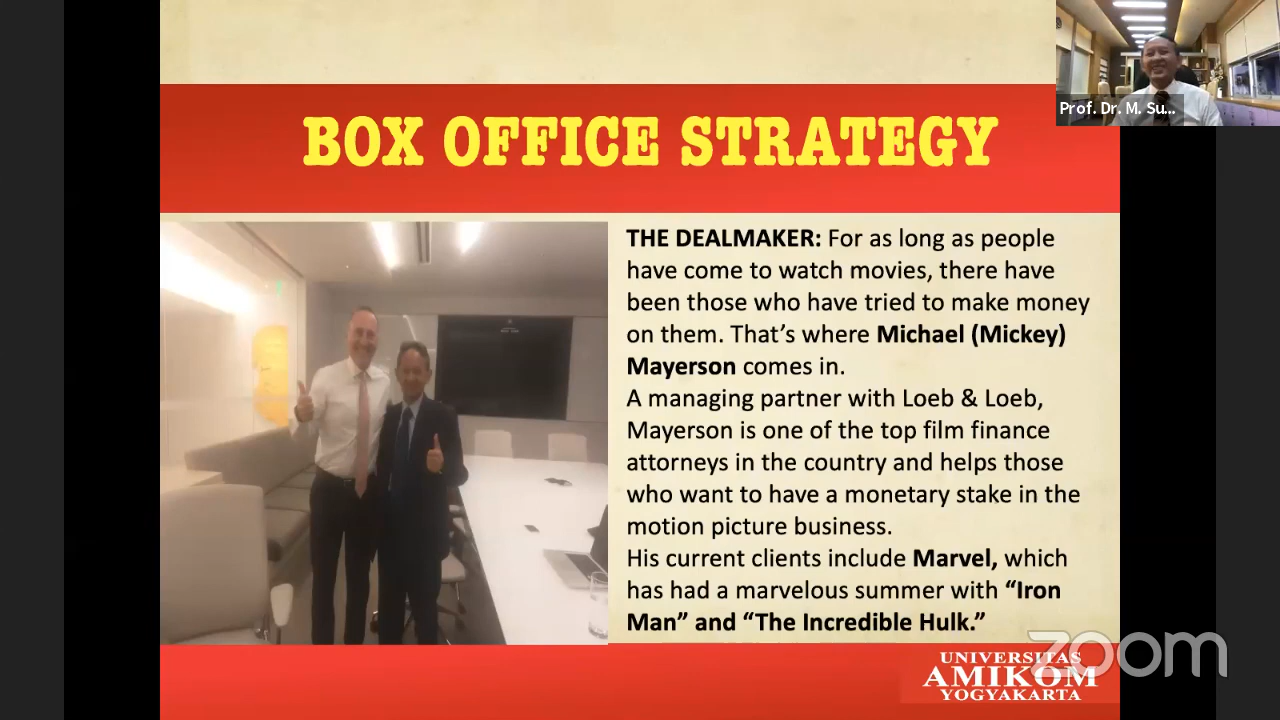 Prof. Dr. M. Su...
BOX OFFICE STRATEGY
THE DEALMAKER: For as long as people
have come to watch movies, there have
been those who have tried to make money
on them. That’s where Michael (Mickey)
Mayerson comes in.
A managing partner with Loeb & Loeb,
Mayerson is one of the top film finance
attorneys in the country and helps those
who want to have a monetary stake in the
motion picture business.
His current clients include Marvel, which
has had a marvelous summer with “Iron
Man” and “The Incredible Hulk.”
zoom
UNIVERSITAS
AMIKOM
YOGYAKARTA